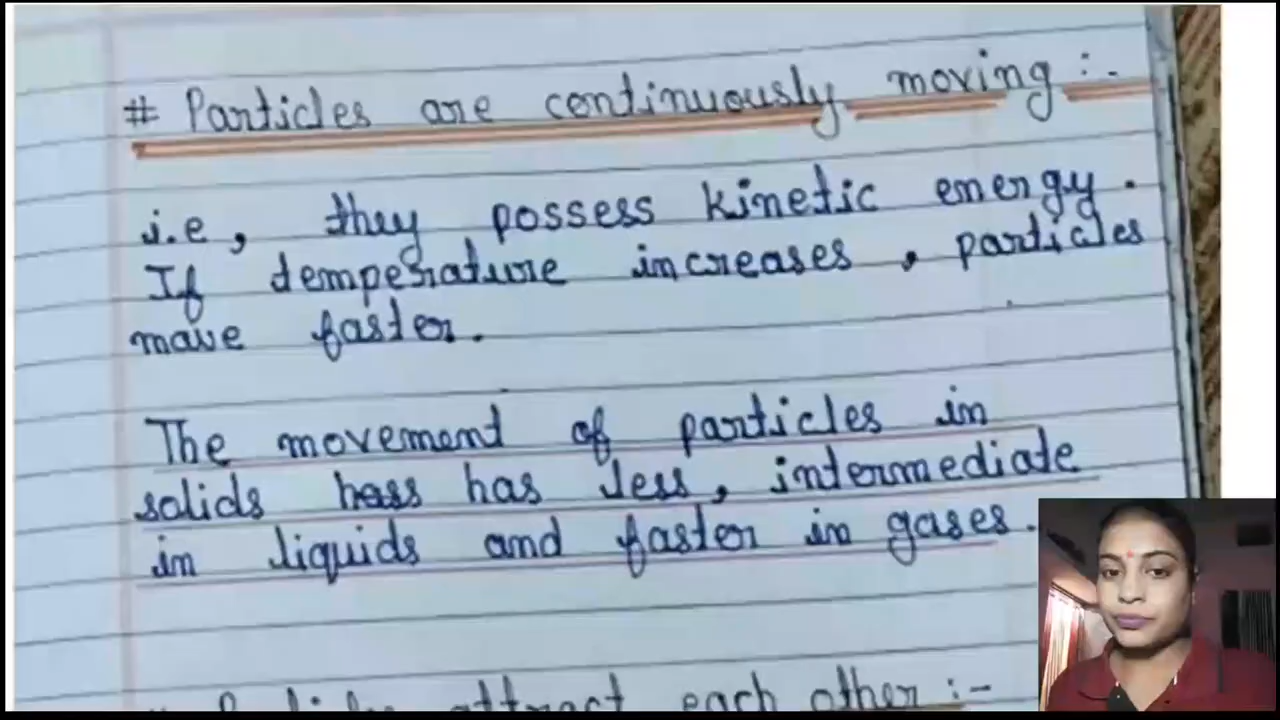 # Particles are continuously moving :-
i.e, they possess kinetic energy.
If temperature increases, particles
move faster.
The movement of particles in
solids hass has less, intermediate
in liquids and faster in gases.
attract each other :-